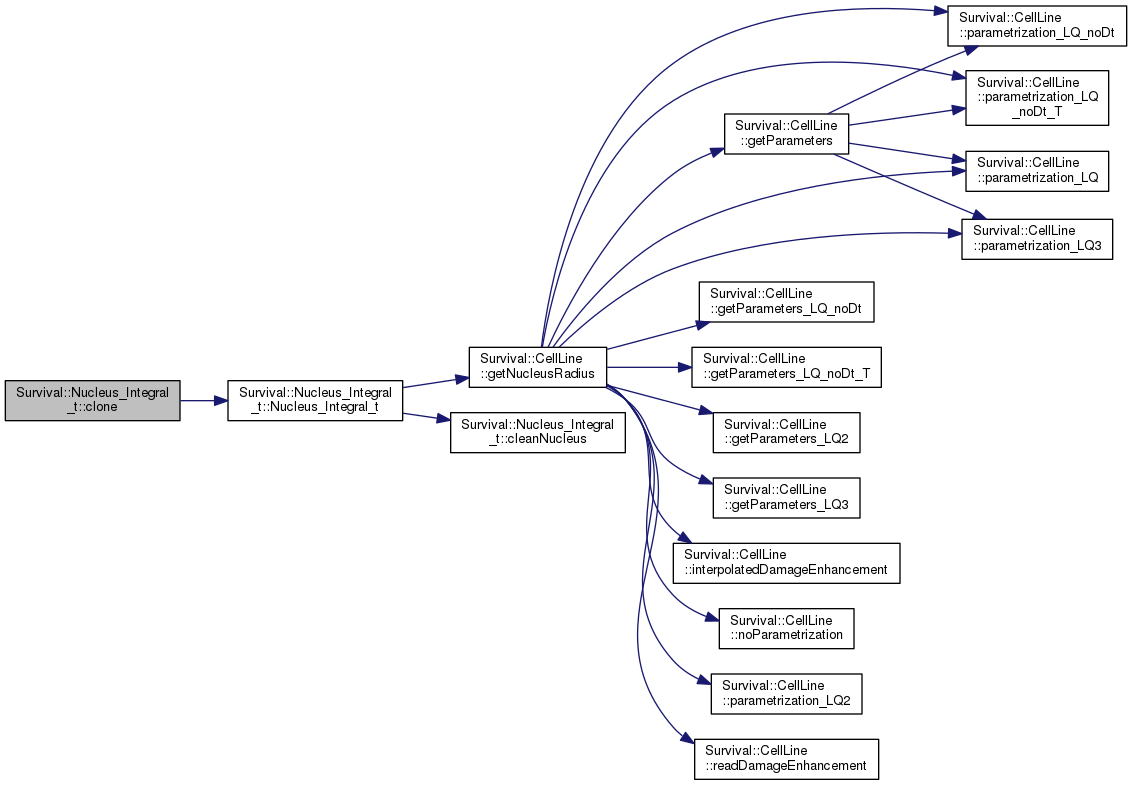 Survival::CellLine
::parametrization_LQ_noDt
Survival::CellLine
::parametrization_LQ
_noDt_T
Survival::CellLine
::getParameters
Survival::CellLine
::parametrization_LQ
Survival::CellLine
::parametrization_LQ3
Survival::CellLine
::getParameters_LQ_noDt
Survival::CellLine
::getNucleusRadius
Survival::CellLine
::getParameters_LQ_noDt_T
Survival::Nucleus_Integral
_t::clone
Survival::Nucleus_Integral
_t::Nucleus_Integral_t
Survival::Nucleus_Integral
_t::cleanNucleus
Survival::CellLine
::getParameters_LQ2
Survival::CellLine
::getParameters_LQ3
Survival::CellLine
::interpolatedDamageEnhancement
Survival::CellLine
::noParametrization
Survival::CellLine
::parametrization_LQ2
Survival::CellLine
::readDamageEnhancement